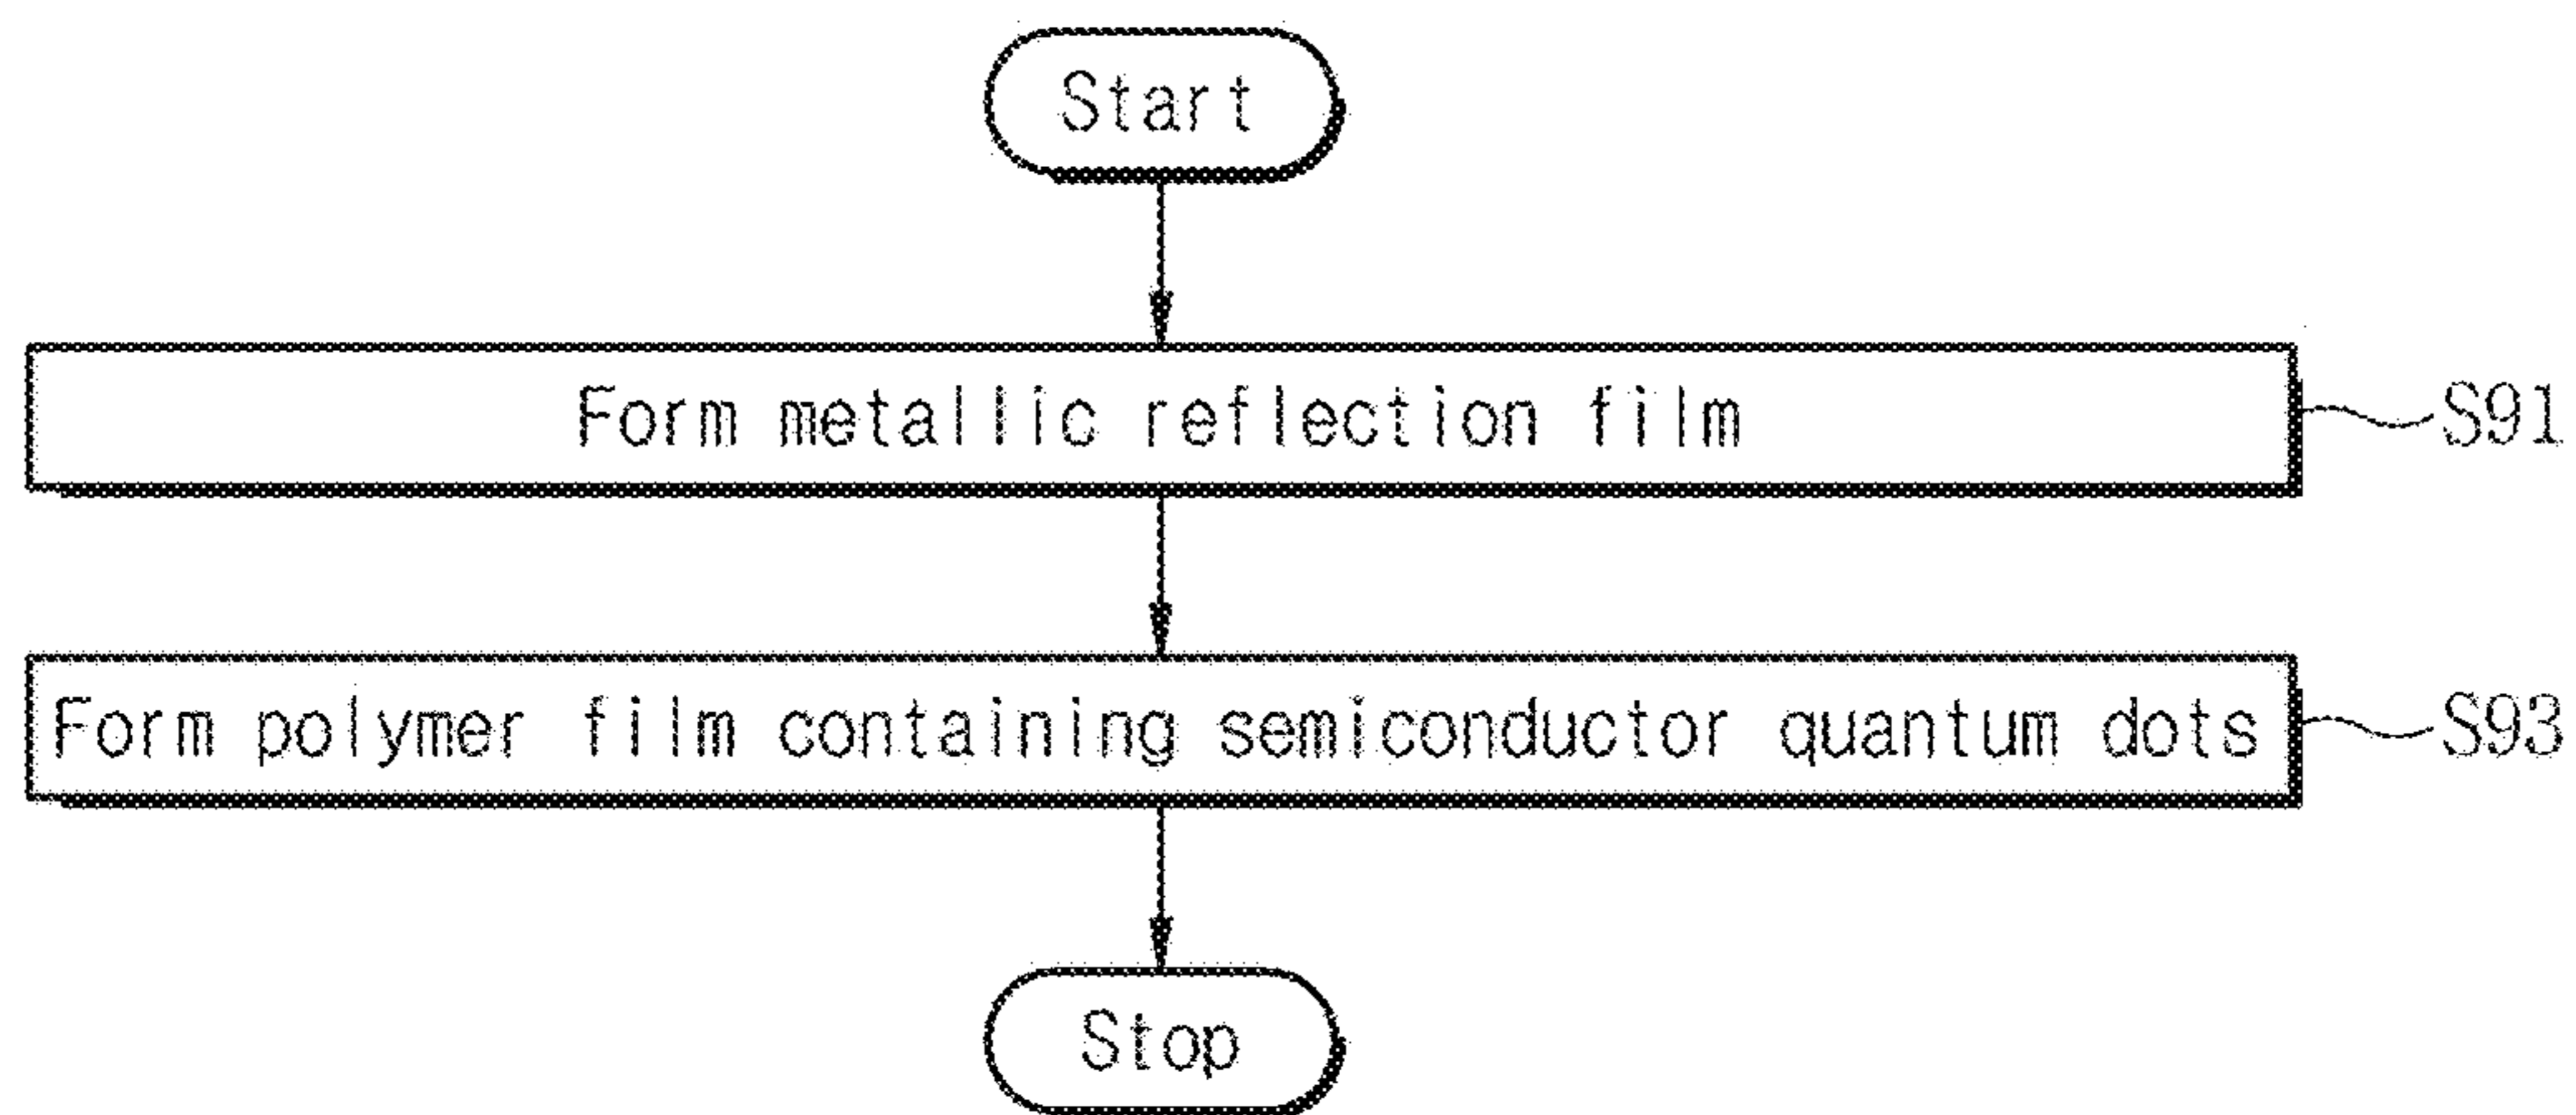 Start
Form metallic reflection film
S91
Form polymer film containing semiconductor quantum dots
S93
Stop